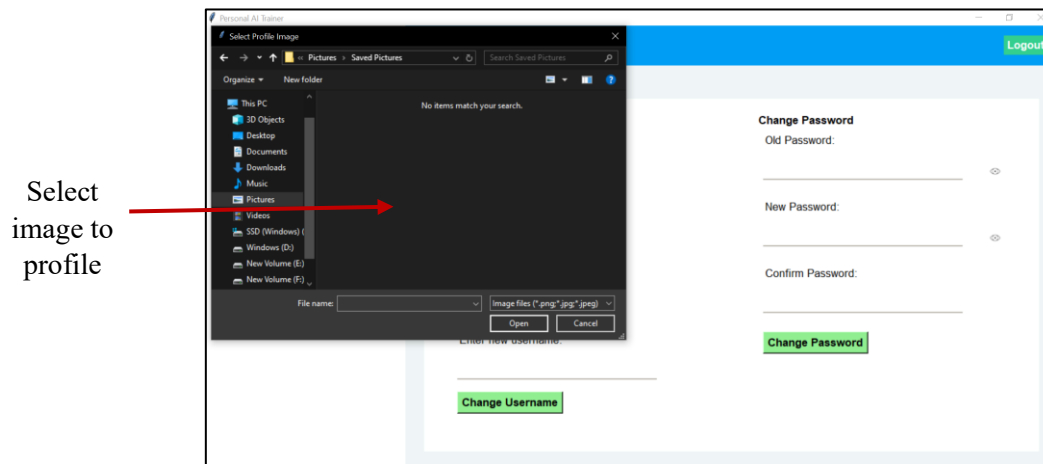 Select
image to
profile
Personal AI Trainer
Select Profile Image
« Pictures > Saved Pictures
Search Saved Pictures
Organize
New folder
This PC
3D Objects
Desktop
Documents
Downloads
Music
Pictures
Videos
SSD (Windows) (
Windows (D:)
New Volume (E:)
New Volume (F:)
No items match your search.
File name:
Image files (*.png;*.jpg;*.jpeg)
Open
Cancel
Logout
Change Password
Old Password:
New Password:
Confirm Password:
Change Password
Enter new username:
Change Username